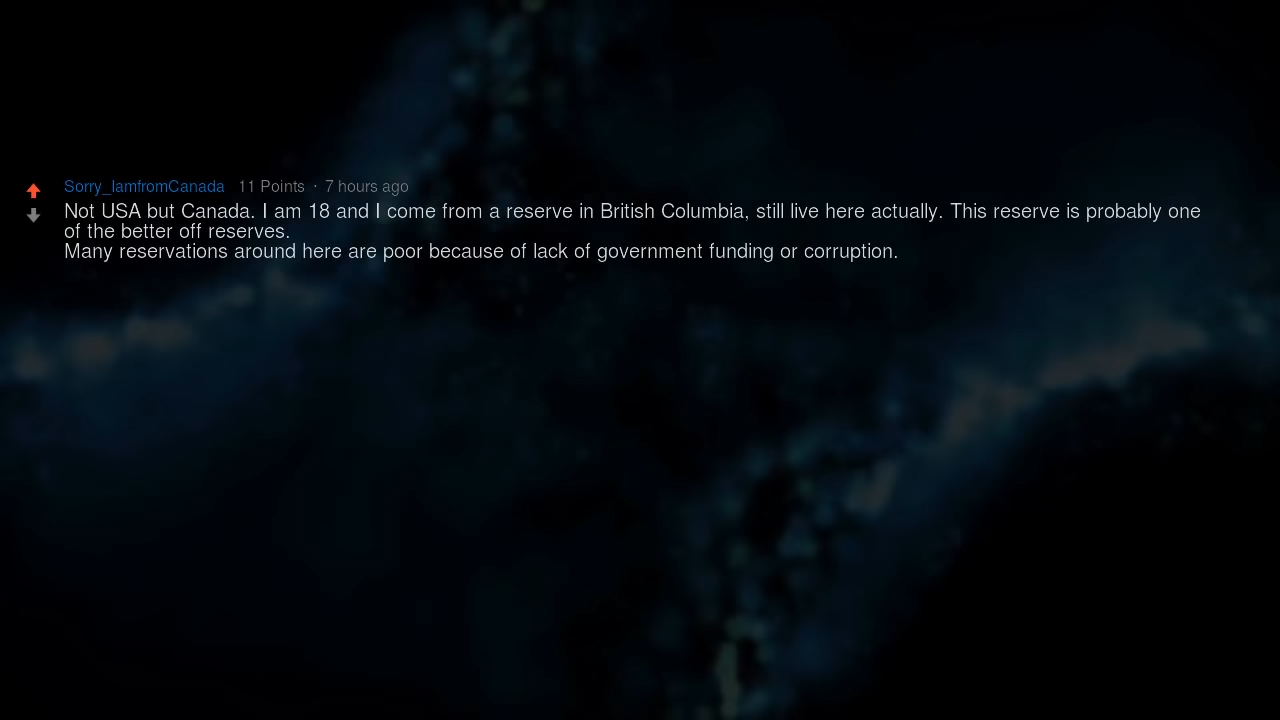 Sorry_IamfromCanada 11 Points · 7 hours ago
Not USA but Canada. I am 18 and I come from a reserve in British Columbia, still live here actually. This reserve is probably one
of the better off reserves.
Many reservations around here are poor because of lack of government funding or corruption.